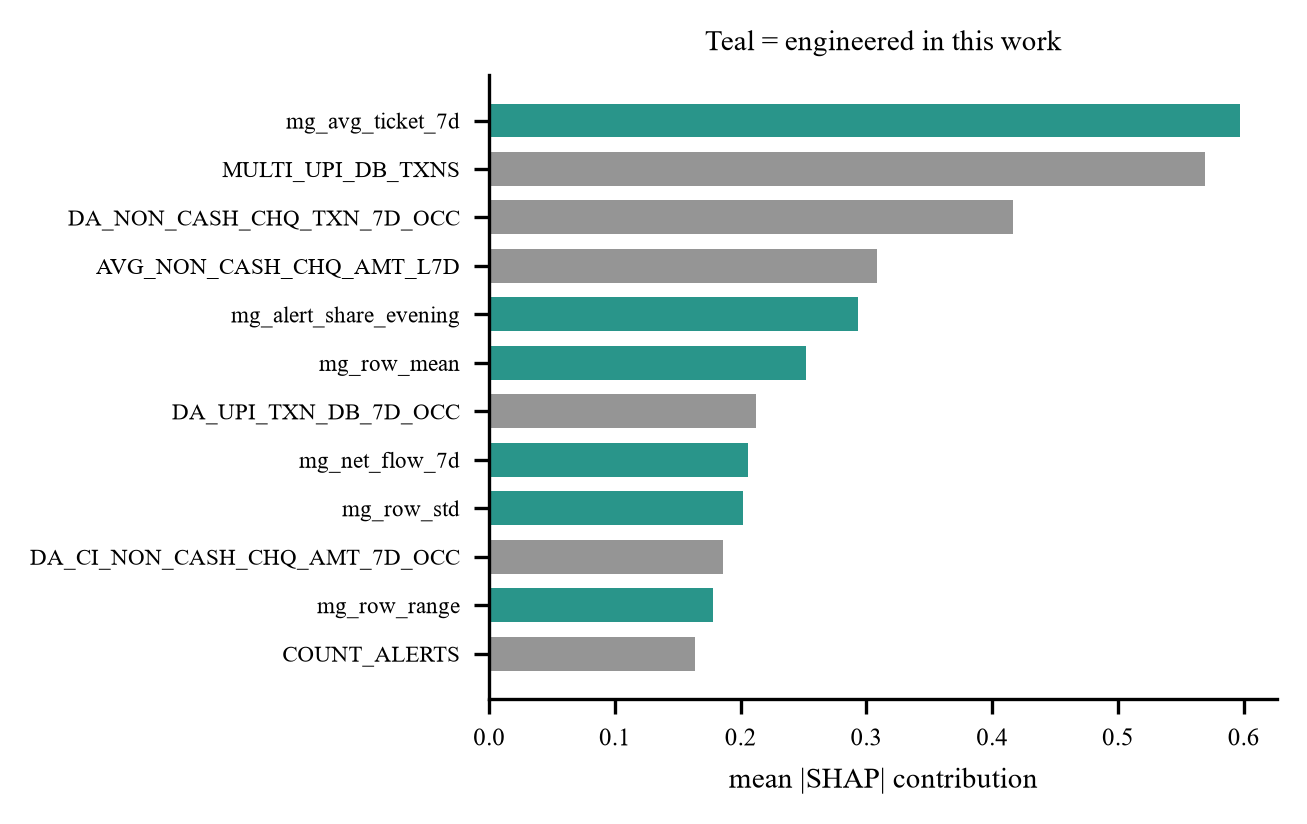 Teal = engineered in this work
mg_avg_ticket_7d
MULTI_UPI_DB_TXNS
DA_NON_CASH_CHQ_TXN_7D_OCC
AVG_NON_CASH_CHQ_AMT_L7D
mg_alert_share_evening
mg_row_mean
DA_UPI_TXN_DB_7D_OCC
mg_net_flow_7d
mg_row_std
DA_CI_NON_CASH_CHQ_AMT_7D_OCC
mg_row_range
COUNT_ALERTS
0.0 0.1 0.2 0.3 0.4 0.5 0.6
mean |SHAP| contribution